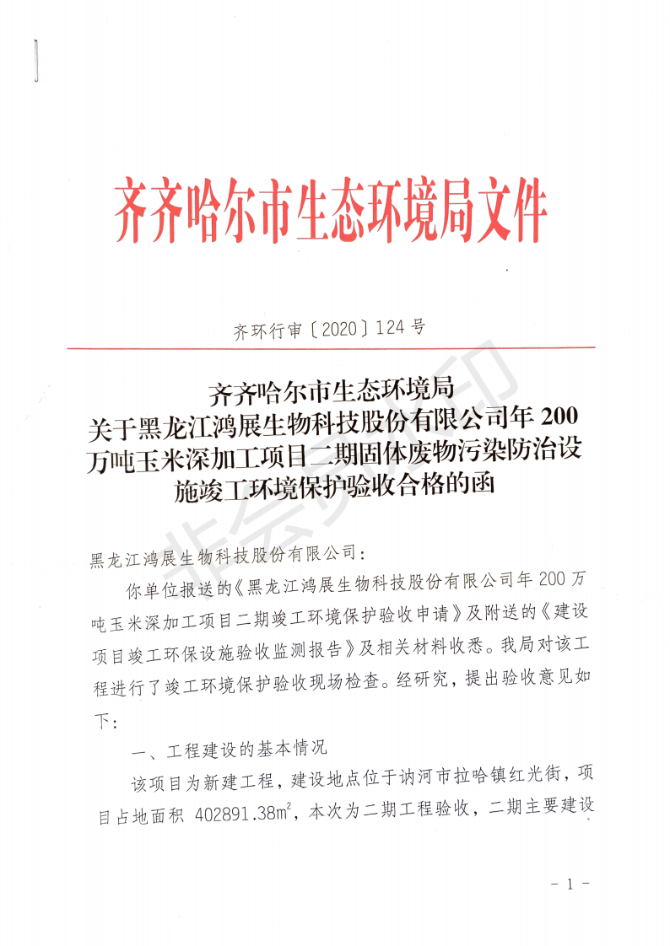 齐齐哈尔市生态环境局文件
齐环行审〔2020〕124号
齐齐哈尔市生态环境局
关于黑龙江鸿展生物科技股份有限公司年 200
万吨玉米深加工项目二期固体废物污染防治设
施竣工环境保护验收合格的函
黑龙江鸿展生物科技股份有限公司：
你单位报送的《黑龙江鸿展生物科技股份有限公司年 200 万
吨玉米深加工项目二期竣工环境保护验收申请》及附送的《建设
项目竣工环保设施验收监测报告》及相关材料收悉。我局对该工
程进行了竣工环境保护验收现场检查。经研究，提出验收意见如
下：
一、工程建设的基本情况
该项目为新建工程，建设地点位于讷河市拉哈镇红光街，项
目占地面积 402891.38㎡，本次为二期工程验收，二期主要建设
- 1 -
非会员水印